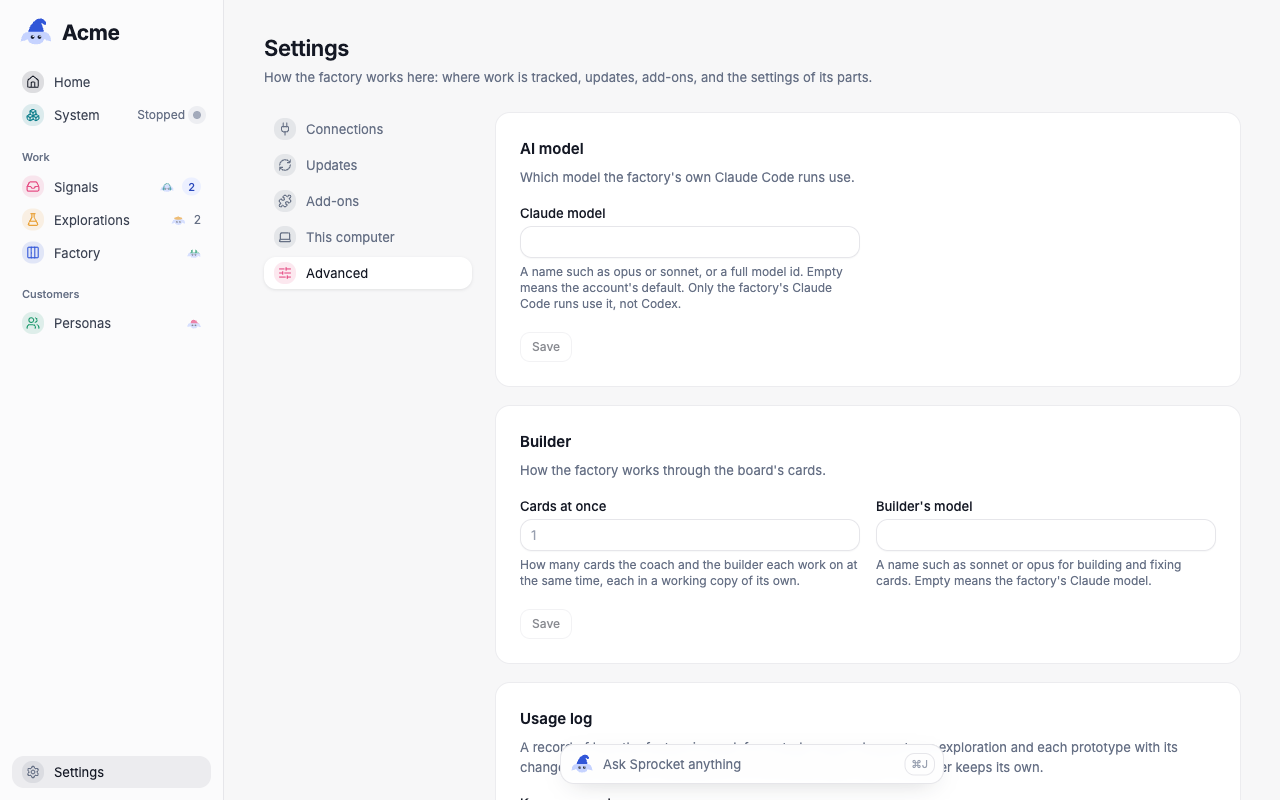 Acme
Home
System
Stopped
Work
Signals
2
Explorations
2
Factory
Customers
Personas
Settings
Settings
How the factory works here: where work is tracked, updates, add-ons, and the settings of its parts.
Connections
Updates
Add-ons
This computer
Advanced
AI model
Which model the factory's own Claude Code runs use.
Claude model
A name such as opus or sonnet, or a full model id. Empty
means the account's default. Only the factory's Claude
Code runs use it, not Codex.
Save
Builder
How the factory works through the board's cards.
Cards at once
1
How many cards the coach and the builder each work on at
the same time, each in a working copy of its own.
Builder's model
A name such as sonnet or opus for building and fixing
cards. Empty means the factory's Claude model.
Save
Usage log
A record exploration and each prototype with its
keeps its own.
Ask Sprocket anything
⌘J